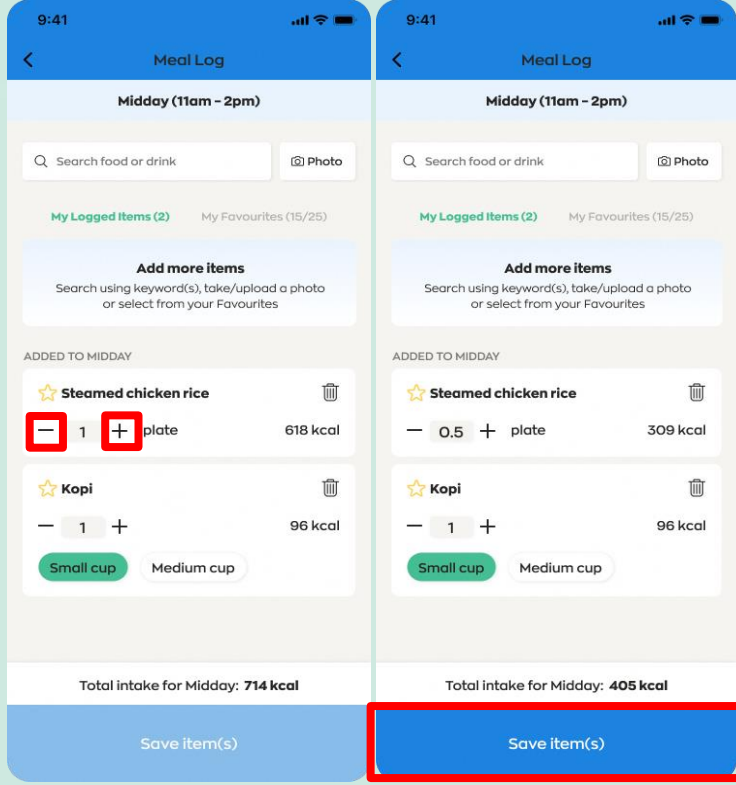 9:41
Meal Log
Midday (11am - 2pm)
Search food or drink
Photo
My Logged Items (2) My Favourites (15/25)
Add more items
Search using keyword(s), take/upload a photo
or select from your Favourites
ADDED TO MIDDAY
Steamed chicken rice
− 1 + plate 618 kcal
Kopi
− 1 + 96 kcal
Small cup Medium cup
Total intake for Midday: 714 kcal
Save item(s)
9:41
Meal Log
Midday (11am - 2pm)
Search food or drink
Photo
My Logged Items (2) My Favourites (15/25)
Add more items
Search using keyword(s), take/upload a photo
or select from your Favourites
ADDED TO MIDDAY
Steamed chicken rice
− 0.5 + plate 309 kcal
Kopi
− 1 + 96 kcal
Small cup Medium cup
Total intake for Midday: 405 kcal
Save item(s)